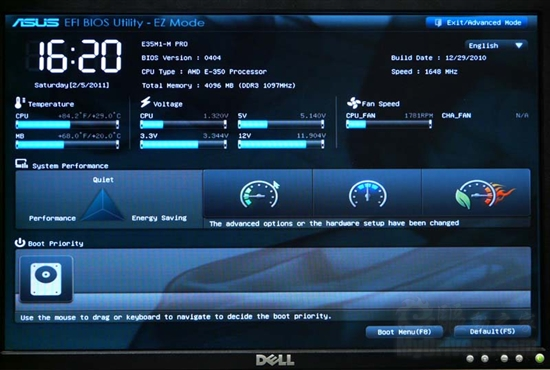 ASUS EFI BIOS Utility - EZ Mode
Exit/Advanced Mode
16:20
Saturday[2/5/2011]
E35M1-M PRO
English
BIOS Version : 0404
Build Date : 12/29/2010
CPU Type : AMD E-350 Processor
Speed : 1648 MHz
Total Memory : 4096 MB (DDR3 1097MHz)
Temperature
CPU +84.2°F/+29.0°C
MB +68.0°F/+20.0°C
Voltage
CPU 1.320V 5V 5.140V
3.3V 3.344V 12V 11.904V
Fan Speed
CPU_FAN 1781RPM CHA_FAN N/A
System Performance
Quiet
Performance Energy Saving
The advanced options or the hardware setup have been changed
Boot Priority
Use the mouse to drag or keyboard to navigate to decide the boot priority.
Boot Menu(F8) Default(F5)
DELL